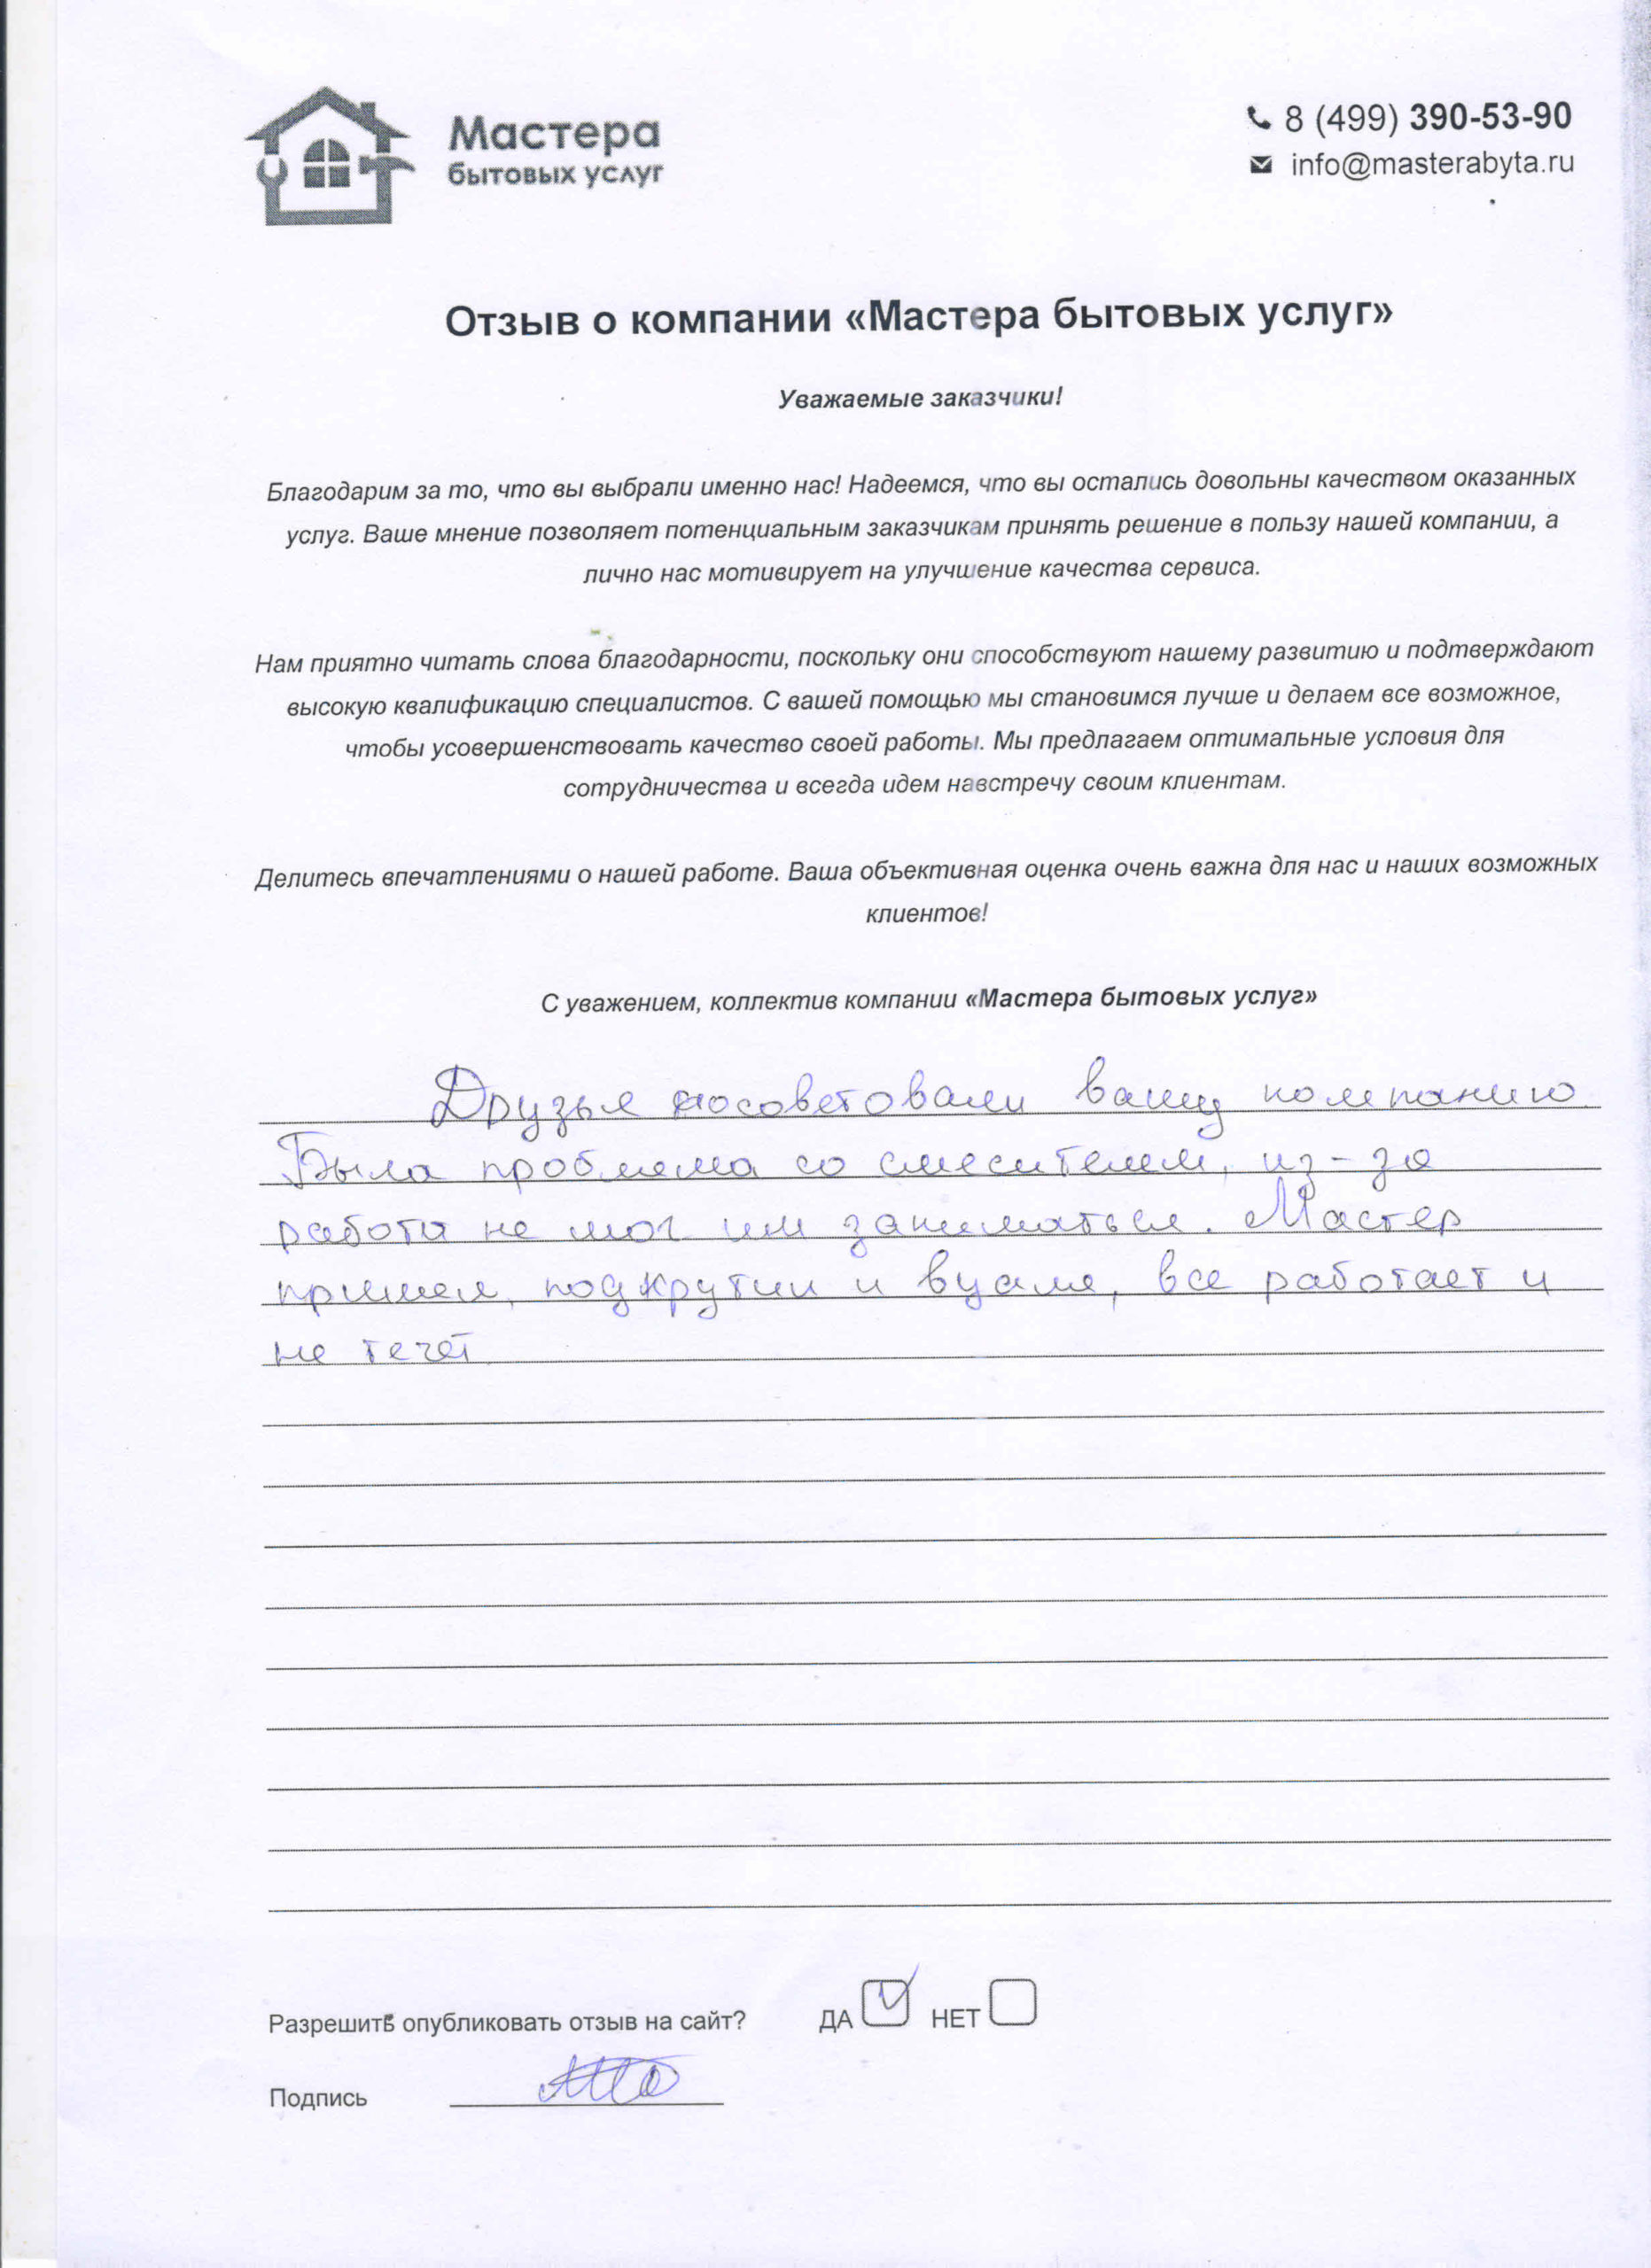 Мастера
бытовых услуг
8 (499) 390-53-90
info@masterabyta.ru
Отзыв о компании «Мастера бытовых услуг»
Уважаемые заказчики!
Благодарим за то, что вы выбрали именно нас! Надеемся, что вы остались довольны качеством оказанных
услуг. Ваше мнение позволяет потенциальным заказчикам принять решение в пользу нашей компании, а
лично нас мотивирует на улучшение качества сервиса.
Нам приятно читать слова благодарности, поскольку они способствуют нашему развитию и подтверждают
высокую квалификацию специалистов. С вашей помощью мы становимся лучше и делаем все возможное,
чтобы усовершенствовать качество своей работы. Мы предлагаем оптимальные условия для
сотрудничества и всегда идем навстречу своим клиентам.
Делитесь впечатлениями о нашей работе. Ваша объективная оценка очень важна для нас и наших возможных
клиентов!
С уважением, коллектив компании «Мастера бытовых услуг»
Друзья посоветовали вашу компанию.
Была проблема со смесителем, из-за
работы не мог им заниматься. Мастер
пришел, подкрутил и вуаля, все работает и
не течет
Разрешить опубликовать отзыв на сайт? ДА НЕТ
Подпись